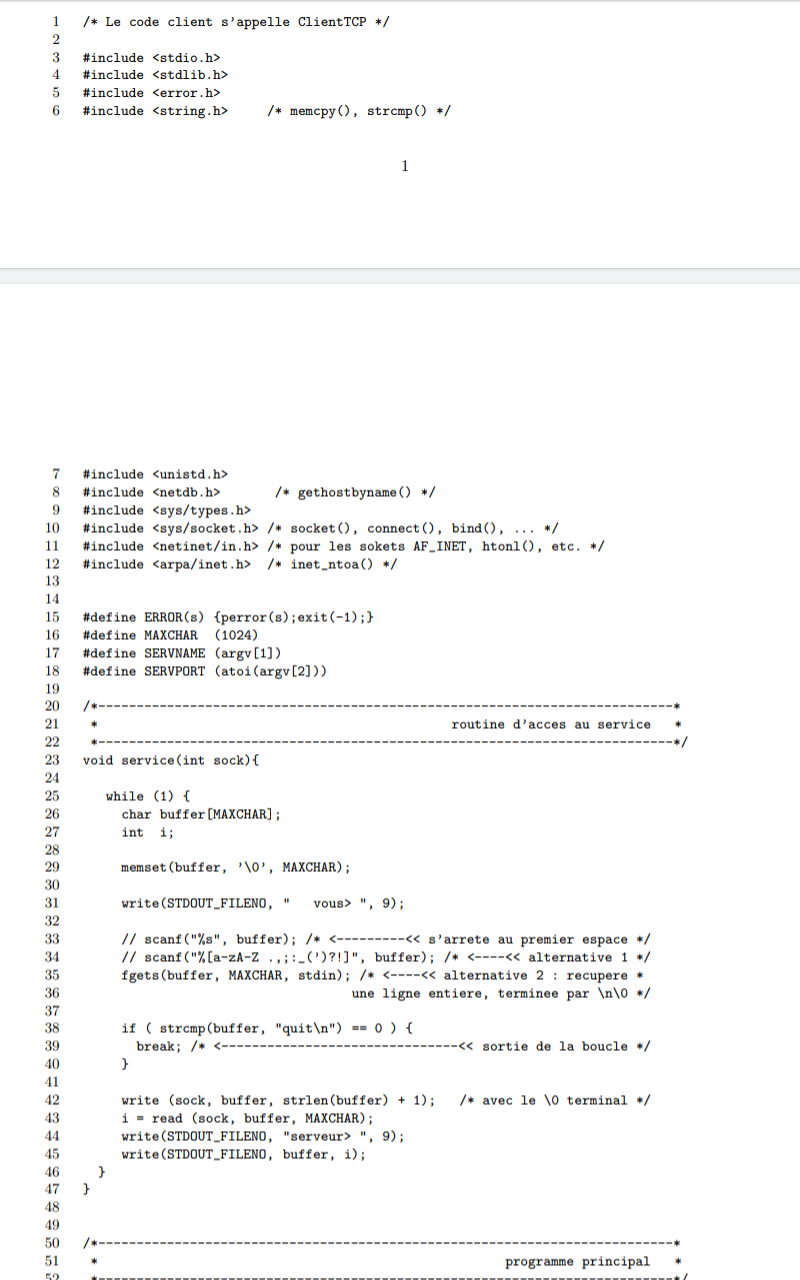 1 /* Le code client s'appelle ClientTCP */
2
3 #include <stdio.h>
4 #include <stdlib.h>
5 #include <error.h>
6 #include <string.h>     /* memcpy(), strcmp() */
1
7 #include <unistd.h>
8 #include <netdb.h>       /* gethostbyname() */
9 #include <sys/types.h>
10 #include <sys/socket.h> /* socket(), connect(), bind(), ... */
11 #include <netinet/in.h> /* pour les sokets AF_INET, htonl(), etc. */
12 #include <arpa/inet.h>  /* inet_ntoa() */
13
14
15 #define ERROR(s) {perror(s);exit(-1);}
16 #define MAXCHAR  (1024)
17 #define SERVNAME (argv[1])
18 #define SERVPORT (atoi(argv[2]))
19
20 /*---------------------------------------------------------------------------*
21  *                                              routine d'acces au service   *
22  *---------------------------------------------------------------------------*/
23 void service(int sock){
24
25    while (1) {
26      char buffer[MAXCHAR];
27      int  i;
28
29      memset(buffer, '\0', MAXCHAR);
30
31      write(STDOUT_FILENO, "   vous> ", 9);
32
33      // scanf("%s", buffer); /* <---------<< s'arrete au premier espace */
34      // scanf("%[a-zA-Z .,;:_(')?!]", buffer); /* <----<< alternative 1 */
35      fgets(buffer, MAXCHAR, stdin); /* <----<< alternative 2 : recupere *
36                                    une ligne entiere, terminee par \n\0 */
37
38      if ( strcmp(buffer, "quit\n") == 0 ) {
39        break; /* <-------------------------------<< sortie de la boucle */
40      }
41
42      write (sock, buffer, strlen(buffer) + 1);   /* avec le \0 terminal */
43      i = read (sock, buffer, MAXCHAR);
44      write(STDOUT_FILENO, "serveur> ", 9);
45      write(STDOUT_FILENO, buffer, i);
46   }
47 }
48
49
50 /*---------------------------------------------------------------------------*
51  *                                                     programme principal   *
52  *---------------------------------------------------------------------------*/